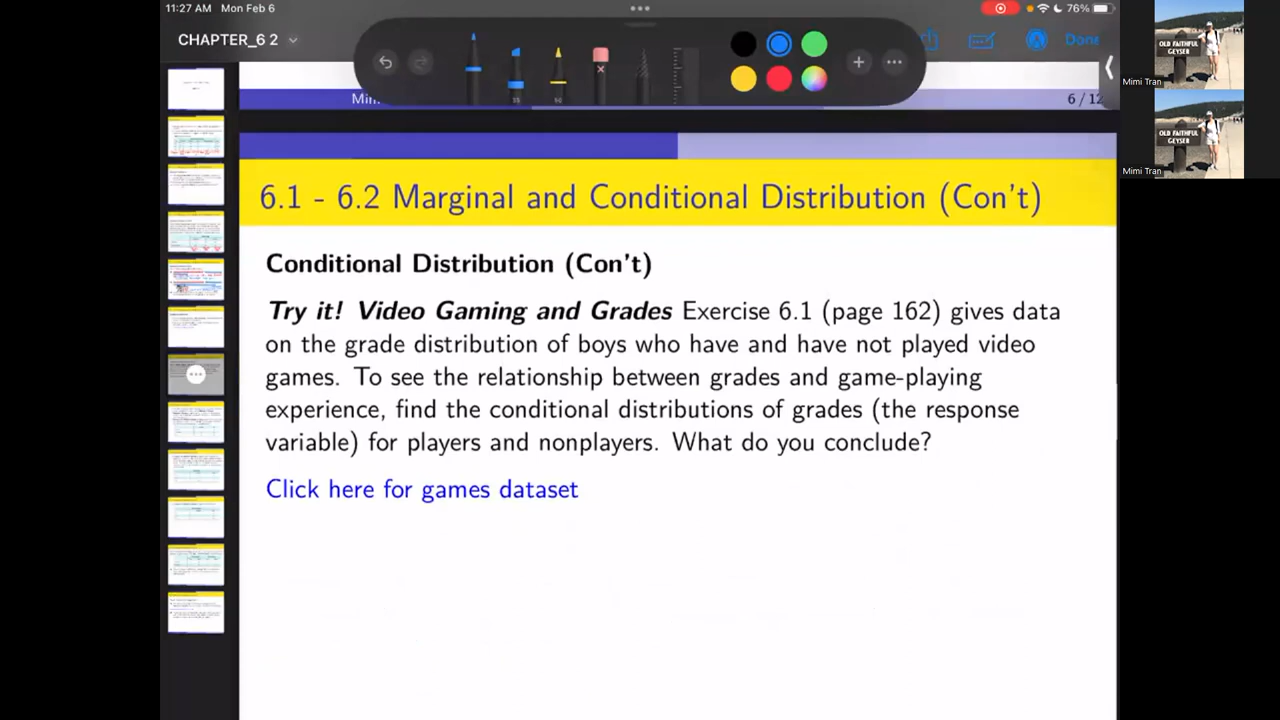 11:27 AM Mon Feb 6
76%
CHAPTER_6 2
Done
Mim
6 / 12
6.1 - 6.2 Marginal and Conditional Distribution (Con't)
Conditional Distribution (Con't)
Try it! Video Gaming and Grades Exercise 6.1 (page 162) gives data
on the grade distribution of boys who have and have not played video
games. To see the relationship between grades and game-playing
experience, find the conditional distributions of grades (the response
variable) for players and nonplayers. What do you conclude?
Click here for games dataset
OLD FAITHFUL
GEYSER
Mimi Tran
OLD FAITHFUL
GEYSER
Mimi Tran